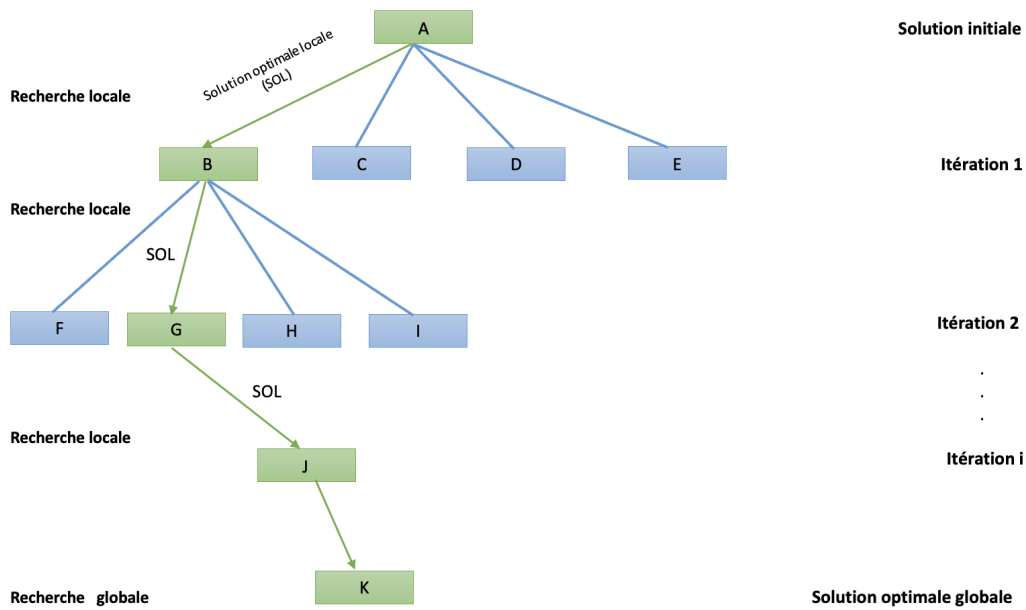 A
Solution initiale
Solution optimale locale
(SOL)
Recherche locale
B
C
D
E
Itération 1
Recherche locale
SOL
F
G
H
I
Itération 2
.
.
.
SOL
Recherche locale
J
Itération i
K
Recherche globale
Solution optimale globale